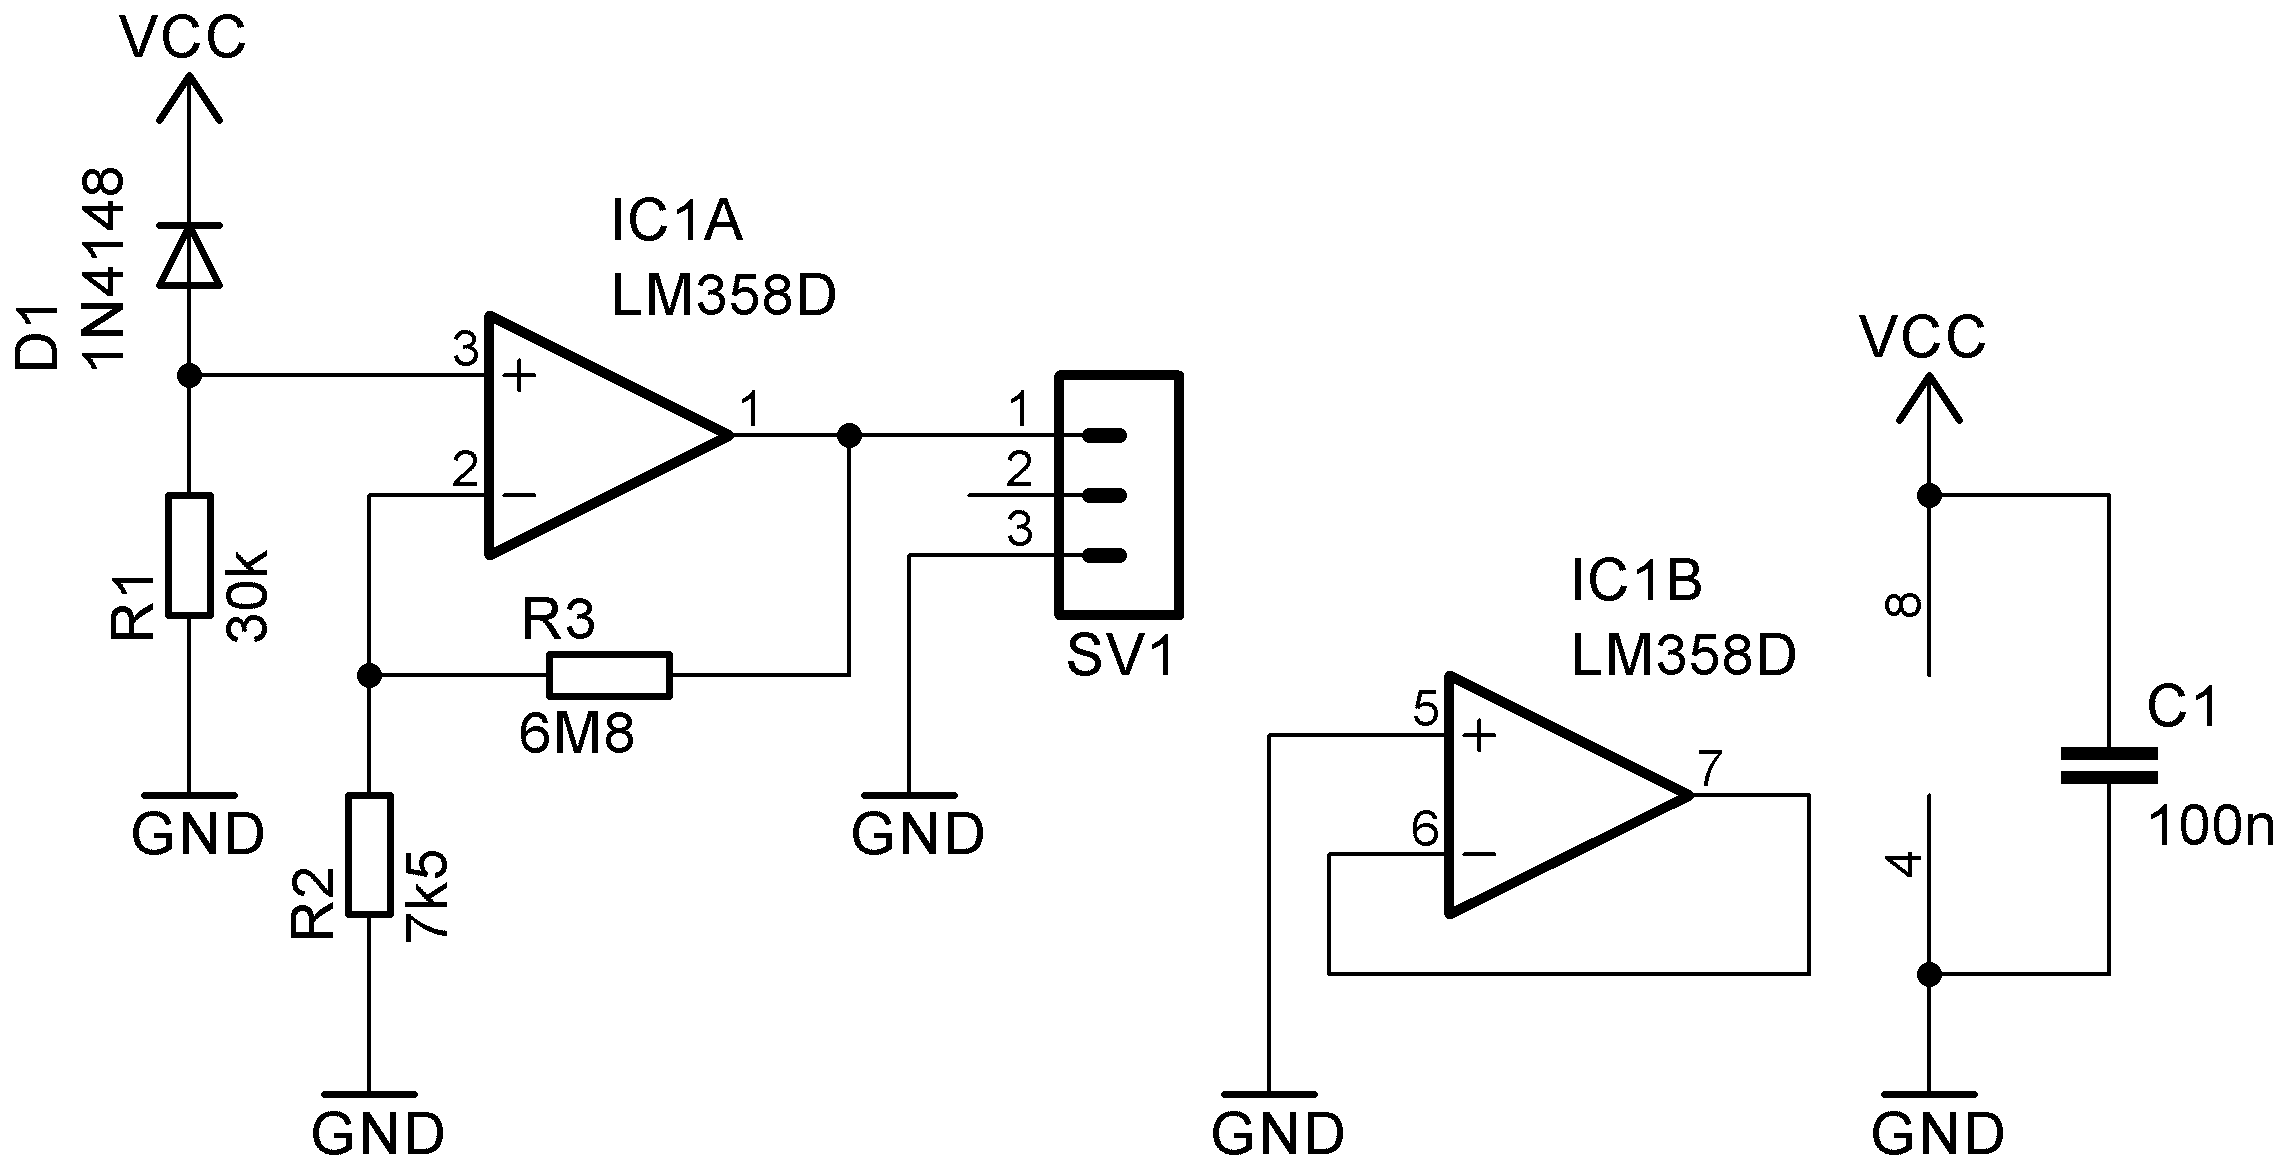 VCC
D1
1N4148
R1
30k
GND
3
+
2
−
1
IC1A
LM358D
R3
6M8
R2
7k5
GND
1
2
3
SV1
GND
IC1B
LM358D
5
+
6
−
7
GND
VCC
8
4
C1
100n
GND